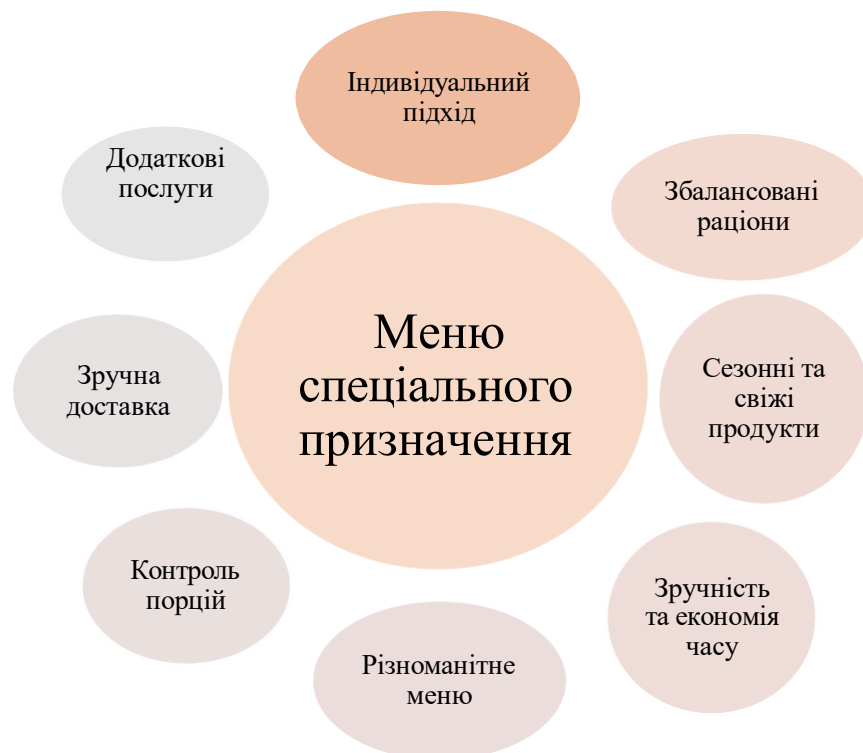 Індивідуальний
підхід
Збалансовані
раціони
Сезонні та
свіжі
продукти
Зручність
та економія
часу
Різноманітне
меню
Контроль
порцій
Зручна
доставка
Додаткові
послуги
Меню
спеціального
призначення